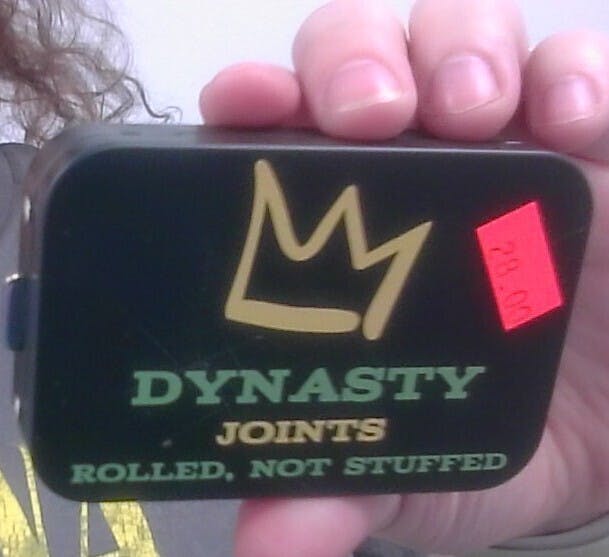 28.00
DYNASTY
JOINTS
ROLLED, NOT STUFFED